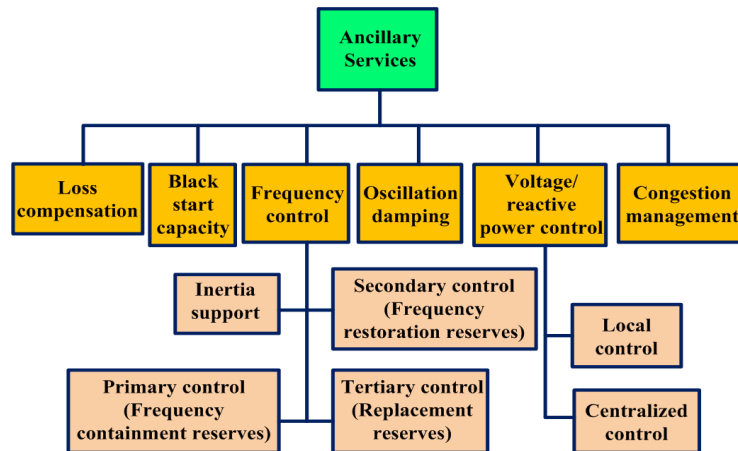 Ancillary
Services
Loss
compensation
Black
start
capacity
Frequency
control
Oscillation
damping
Voltage/
reactive
power control
Congestion
management
Inertia
support
Secondary control
(Frequency
restoration reserves)
Local
control
Primary control
(Frequency
containment reserves)
Tertiary control
(Replacement
reserves)
Centralized
control